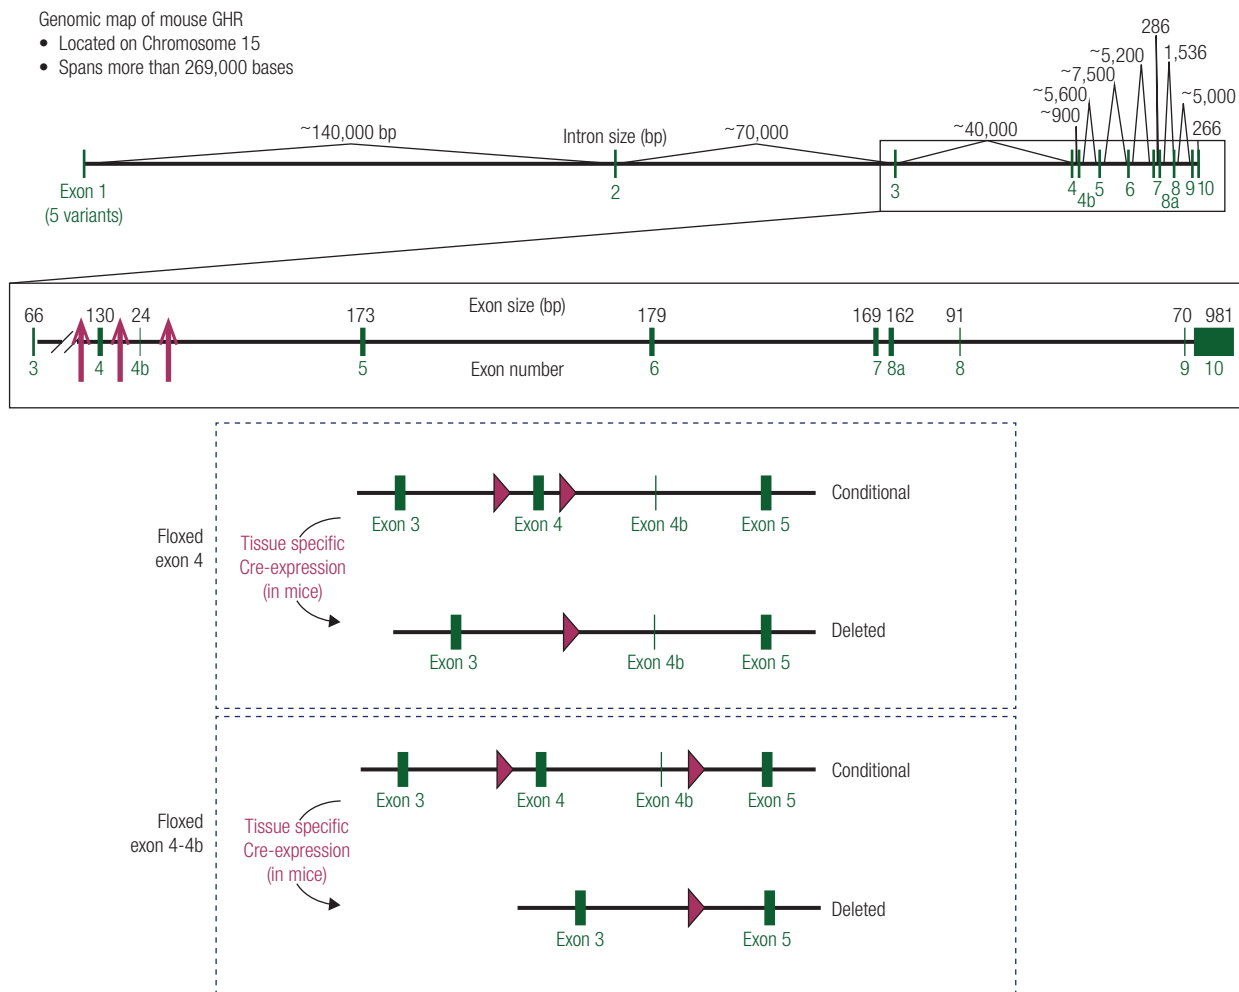 Genomic map of mouse GHR
• Located on Chromosome 15
• Spans more than 269,000 bases
286
~5,200 1,536
~7,500
~5,600 ~5,000
~900
~140,000 bp Intron size (bp) ~70,000 ~40,000 266
Exon 1 2 3 4 5 6 7 8 9 10
(5 variants) 4b 8a
66 130 24 173 Exon size (bp) 179 169 162 91 70 981
3 4 4b 5 Exon number 6 7 8a 8 9 10
Conditional
Exon 3 Exon 4 Exon 4b Exon 5
Floxed
exon 4
Tissue specific
Cre-expression
(in mice)
Deleted
Exon 3 Exon 4b Exon 5
Conditional
Exon 3 Exon 4 Exon 4b Exon 5
Floxed
exon 4-4b
Tissue specific
Cre-expression
(in mice)
Deleted
Exon 3 Exon 5